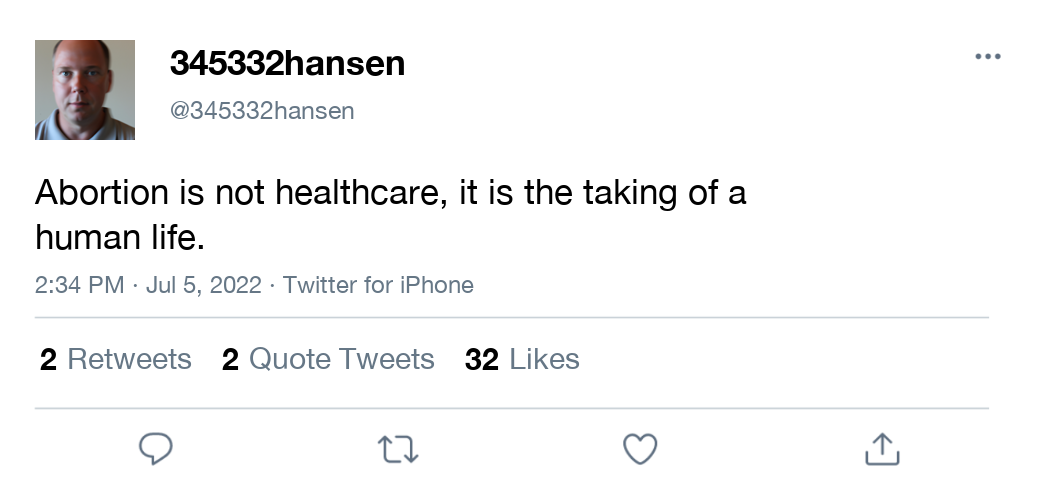 345332hansen
@345332hansen
Abortion is not healthcare, it is the taking of a
human life.
2:34 PM · Jul 5, 2022 · Twitter for iPhone
2 Retweets 2 Quote Tweets 32 Likes